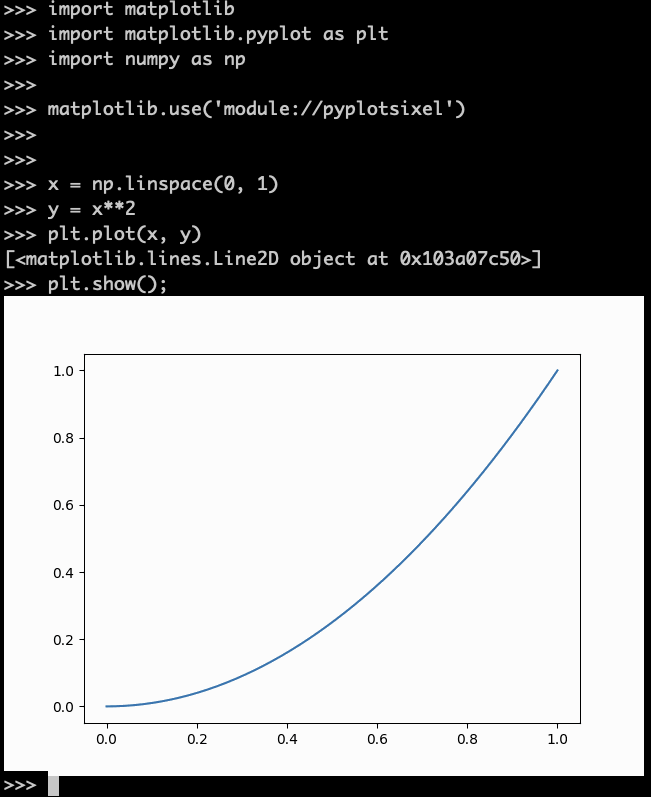 >>> import matplotlib
>>> import matplotlib.pyplot as plt
>>> import numpy as np
>>>
>>> matplotlib.use('module://pyplotsixel')
>>>
>>>
>>> x = np.linspace(0, 1)
>>> y = x**2
>>> plt.plot(x, y)
[<matplotlib.lines.Line2D object at 0x103a07c50>]
>>> plt.show();
1.0
0.8
0.6
0.4
0.2
0.0
0.0 0.2 0.4 0.6 0.8 1.0
>>>